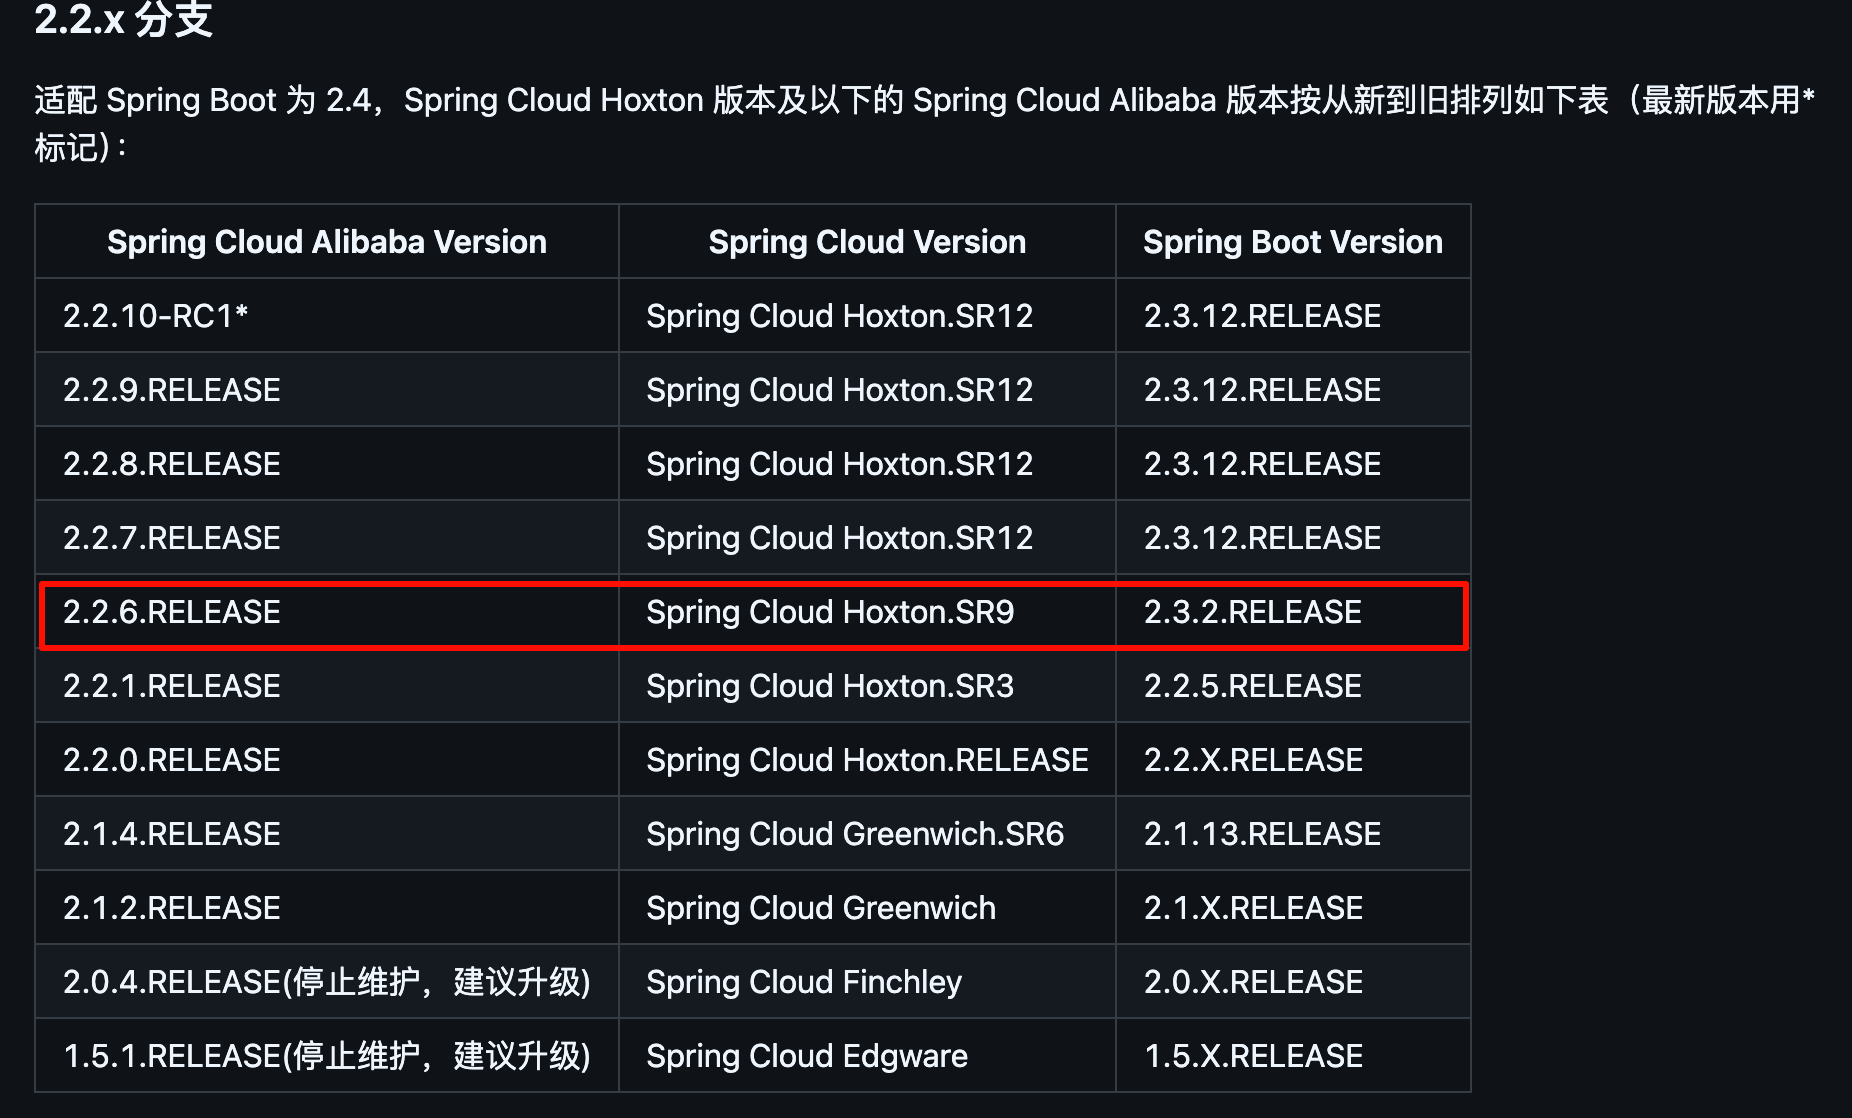 2.2.x 分支
适配 Spring Boot 为 2.4，Spring Cloud Hoxton 版本及以下的 Spring Cloud Alibaba 版本按从新到旧排列如下表（最新版本用*
标记）：
Spring Cloud Alibaba Version Spring Cloud Version Spring Boot Version
2.2.10-RC1* Spring Cloud Hoxton.SR12 2.3.12.RELEASE
2.2.9.RELEASE Spring Cloud Hoxton.SR12 2.3.12.RELEASE
2.2.8.RELEASE Spring Cloud Hoxton.SR12 2.3.12.RELEASE
2.2.7.RELEASE Spring Cloud Hoxton.SR12 2.3.12.RELEASE
2.2.6.RELEASE Spring Cloud Hoxton.SR9 2.3.2.RELEASE
2.2.1.RELEASE Spring Cloud Hoxton.SR3 2.2.5.RELEASE
2.2.0.RELEASE Spring Cloud Hoxton.RELEASE 2.2.X.RELEASE
2.1.4.RELEASE Spring Cloud Greenwich.SR6 2.1.13.RELEASE
2.1.2.RELEASE Spring Cloud Greenwich 2.1.X.RELEASE
2.0.4.RELEASE(停止维护，建议升级) Spring Cloud Finchley 2.0.X.RELEASE
1.5.1.RELEASE(停止维护，建议升级) Spring Cloud Edgware 1.5.X.RELEASE